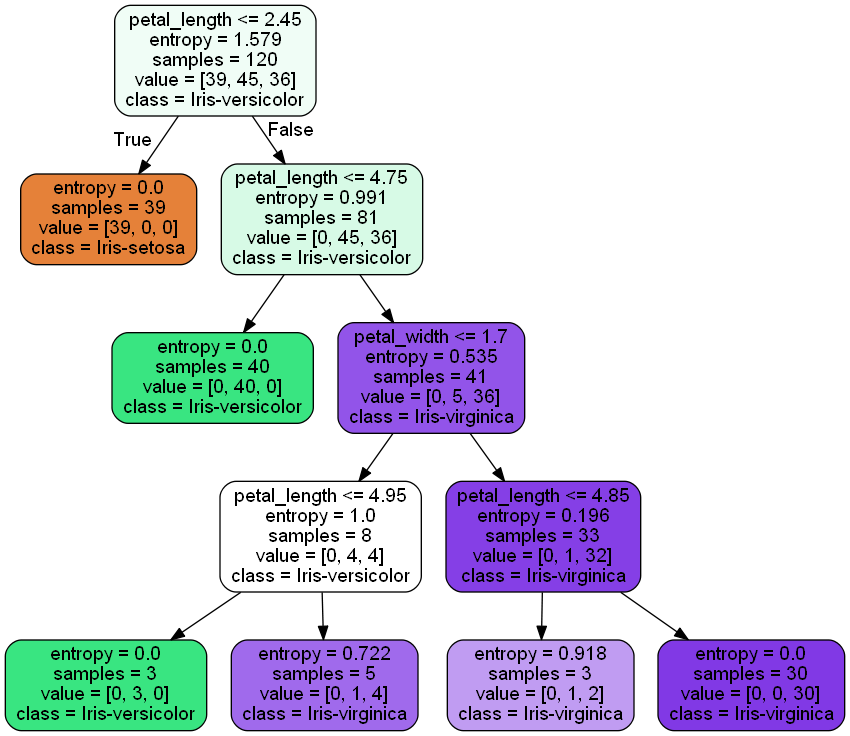 petal_length <= 2.45
entropy = 1.579
samples = 120
value = [39, 45, 36]
class = Iris-versicolor
True
False
entropy = 0.0
samples = 39
value = [39, 0, 0]
class = Iris-setosa
petal_length <= 4.75
entropy = 0.991
samples = 81
value = [0, 45, 36]
class = Iris-versicolor
entropy = 0.0
samples = 40
value = [0, 40, 0]
class = Iris-versicolor
petal_width <= 1.7
entropy = 0.535
samples = 41
value = [0, 5, 36]
class = Iris-virginica
petal_length <= 4.95
entropy = 1.0
samples = 8
value = [0, 4, 4]
class = Iris-versicolor
petal_length <= 4.85
entropy = 0.196
samples = 33
value = [0, 1, 32]
class = Iris-virginica
entropy = 0.0
samples = 3
value = [0, 3, 0]
class = Iris-versicolor
entropy = 0.722
samples = 5
value = [0, 1, 4]
class = Iris-virginica
entropy = 0.918
samples = 3
value = [0, 1, 2]
class = Iris-virginica
entropy = 0.0
samples = 30
value = [0, 0, 30]
class = Iris-virginica